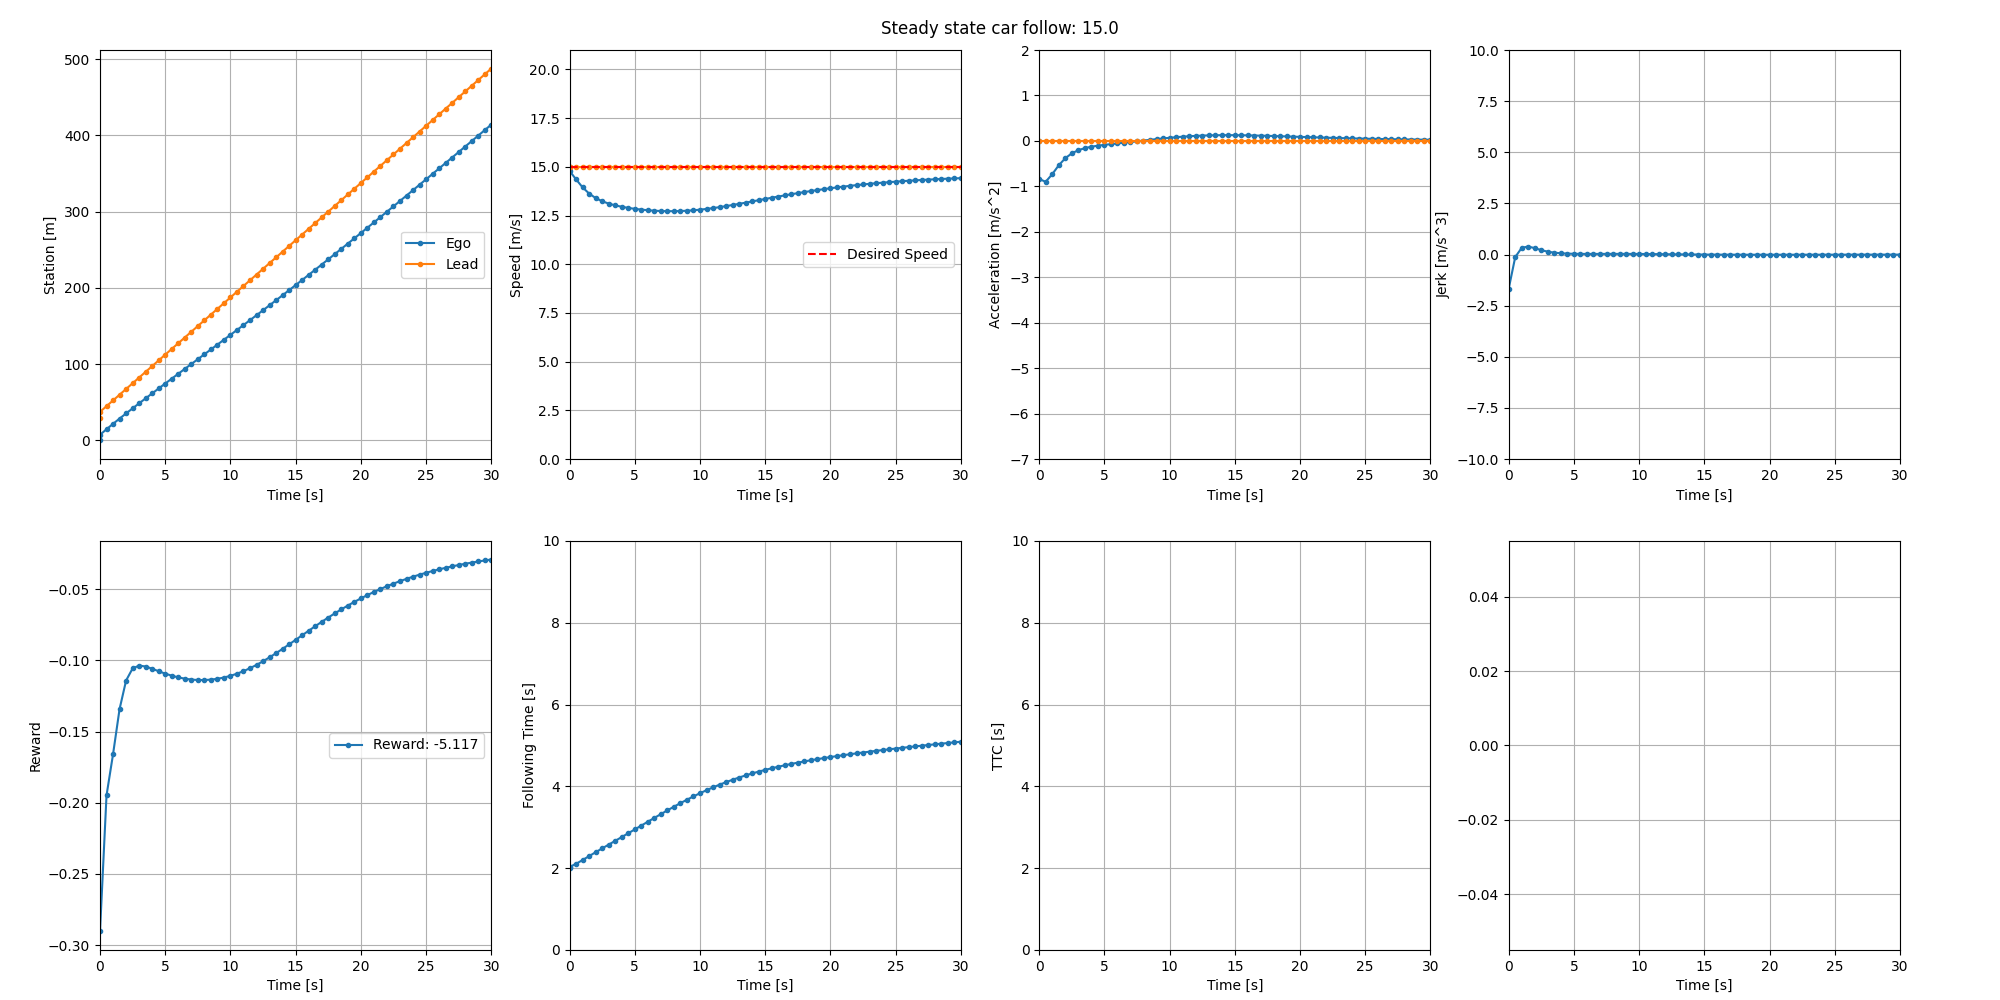 Steady state car follow: 15.0
Station [m]
500
400
300
200
100
0
Ego
Lead
0 5 10 15 20 25 30
Time [s]
Speed [m/s]
20.0
17.5
15.0
12.5
10.0
7.5
5.0
2.5
0.0
Desired Speed
0 5 10 15 20 25 30
Time [s]
Acceleration [m/s^2]
2
1
0
−1
−2
−3
−4
−5
−6
−7
0 5 10 15 20 25 30
Time [s]
Jerk [m/s^3]
10.0
7.5
5.0
2.5
0.0
−2.5
−5.0
−7.5
−10.0
0 5 10 15 20 25 30
Time [s]
Reward
−0.05
−0.10
−0.15
−0.20
−0.25
−0.30
Reward: -5.117
0 5 10 15 20 25 30
Time [s]
Following Time [s]
10
8
6
4
2
0
0 5 10 15 20 25 30
Time [s]
TTC [s]
10
8
6
4
2
0
0 5 10 15 20 25 30
Time [s]
0.04
0.02
0.00
−0.02
−0.04
0 5 10 15 20 25 30
Time [s]